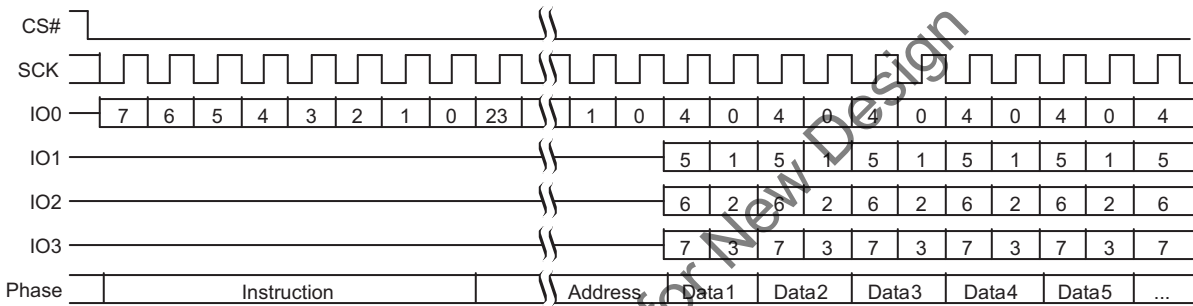 CS#
SCK
IO0 7 6 5 4 3 2 1 0 23 1 0 4 0 4 0 4 0 4 0 4 0 4
IO1 5 1 5 1 5 1 5 1 5 1 5
IO2 6 2 6 2 6 2 6 2 6 2 6
IO3 7 3 7 3 7 3 7 3 7 3 7
Phase Instruction Address Data1 Data2 Data3 Data4 Data5 ...
for New Design